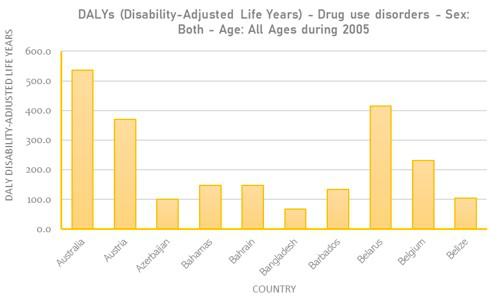 DALYs (Disability-Adjusted Life Years) - Drug use disorders - Sex:
Both - Age: All Ages during 2005
DALY DISABILITY-ADJUSTED LIFE YEARS
600.0
500.0
400.0
300.0
200.0
100.0
0.0
Australia
Austria
Azerbaijan
Bahamas
Bahrain
Bangladesh
Barbados
Belarus
Belgium
Belize
COUNTRY